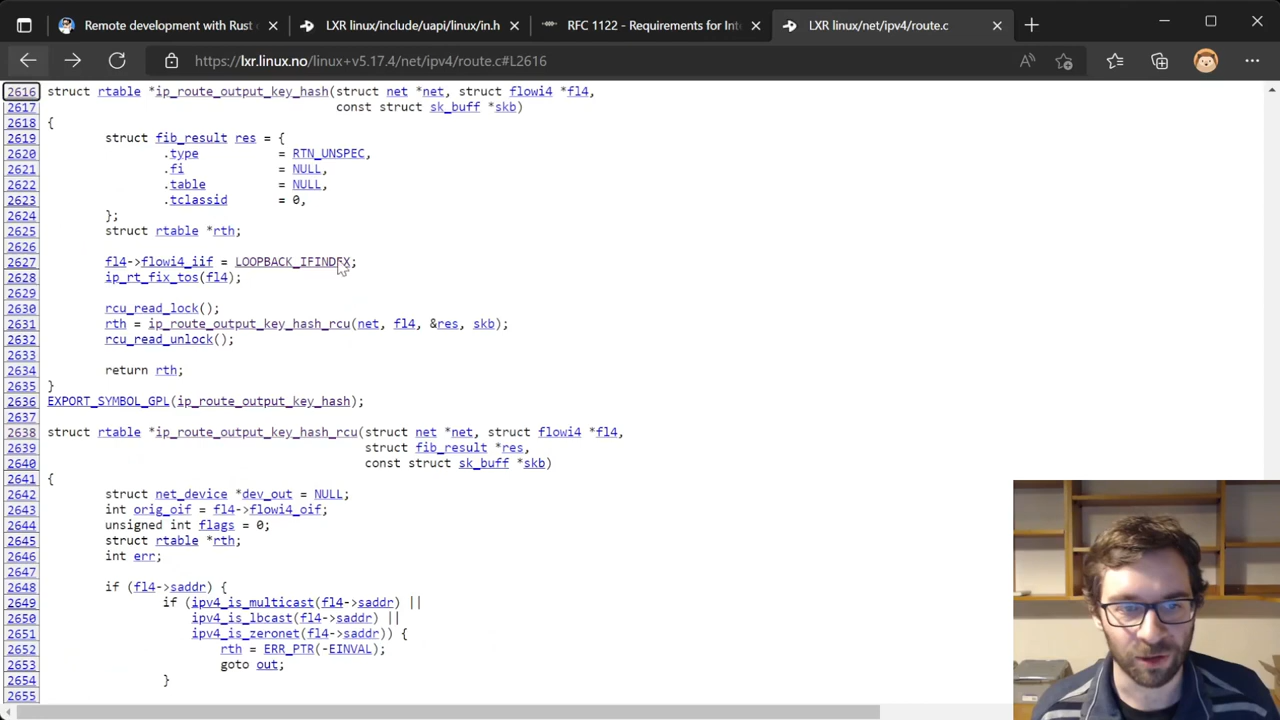 Remote development with Rust
LXR linux/include/uapi/linux/in.h
RFC 1122 - Requirements for Int
LXR linux/net/ipv4/route.c
https://lxr.linux.no/linux+v5.17.4/net/ipv4/route.c#L2616
2616 struct rtable *ip_route_output_key_hash(struct net *net, struct flowi4 *fl4,
2617 const struct sk_buff *skb)
2618 {
2619 struct fib_result res = {
2620 .type = RTN_UNSPEC,
2621 .fi = NULL,
2622 .table = NULL,
2623 .tclassid = 0,
2624 };
2625 struct rtable *rth;
2626
2627 fl4->flowi4_iif = LOOPBACK_IFINDEX;
2628 ip_rt_fix_tos(fl4);
2629
2630 rcu_read_lock();
2631 rth = ip_route_output_key_hash_rcu(net, fl4, &res, skb);
2632 rcu_read_unlock();
2633
2634 return rth;
2635 }
2636 EXPORT_SYMBOL_GPL(ip_route_output_key_hash);
2637
2638 struct rtable *ip_route_output_key_hash_rcu(struct net *net, struct flowi4 *fl4,
2639 struct fib_result *res,
2640 const struct sk_buff *skb)
2641 {
2642 struct net_device *dev_out = NULL;
2643 int orig_oif = fl4->flowi4_oif;
2644 unsigned int flags = 0;
2645 struct rtable *rth;
2646 int err;
2647
2648 if (fl4->saddr) {
2649 if (ipv4_is_multicast(fl4->saddr) ||
2650 ipv4_is_lbcast(fl4->saddr) ||
2651 ipv4_is_zeronet(fl4->saddr)) {
2652 rth = ERR_PTR(-EINVAL);
2653 goto out;
2654 }
2655